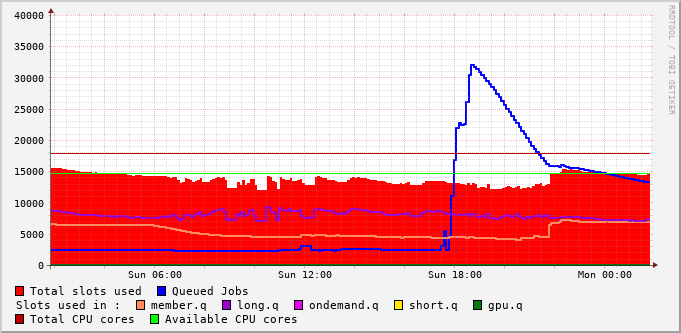 40000
35000
30000
25000
20000
15000
10000
5000
0
Sun 06:00 Sun 12:00 Sun 18:00 Mon 00:00
RRDTOOL / TOBI OETIKER
Total slots used Queued Jobs
Slots used in : member.q long.q ondemand.q short.q gpu.q
Total CPU cores Available CPU cores